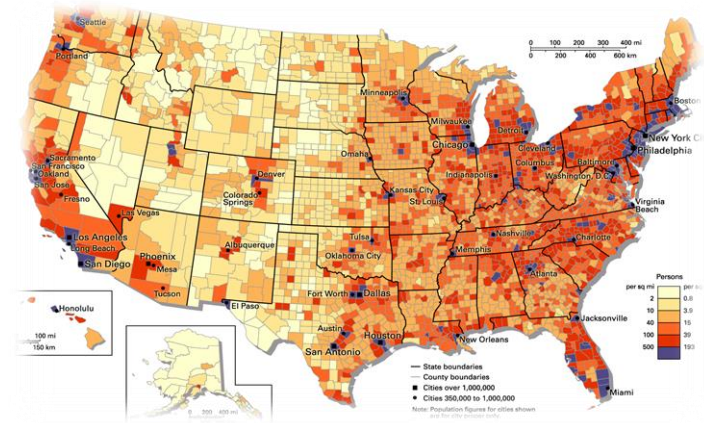 Seattle
Portland
Minneapolis
Boston
Milwaukee
Detroit
New York C
Chicago
Cleveland
Philadelphia
Sacramento
San Francisco
Oakland
San Jose
Fresno
Omaha
Denver
Colorado
Springs
Kansas City
St Louis
Indianapolis
Columbus
Baltimore
Washington, D.C.
Virginia
Beach
Las Vegas
Los Angeles
Long Beach
San Diego
Phoenix
Mesa
Tucson
Albuquerque
El Paso
Tulsa
Oklahoma City
Nashville
Memphis
Charlotte
Atlanta
Fort Worth
Dallas
Austin
San Antonio
Houston
New Orleans
Jacksonville
Miami
0 200 400 mi
0 200 400 600 km
Honolulu
100 mi
150 km
0 200 400 mi
Persons
per sq mi
2 0.8
10 3.9
40 15
100 39
500 193
State boundaries
County boundaries
Cities over 1,000,000
Cities 350,000 to 1,000,000
Note: Population figures for cities shown